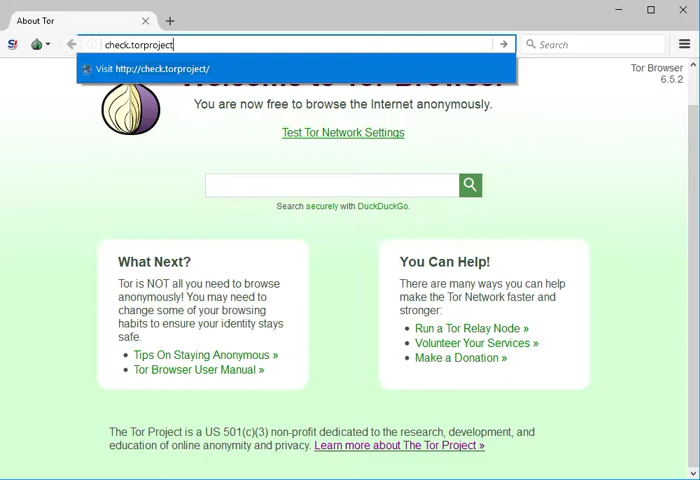 About Tor
S!
check.torproject
Search
Visit http://check.torproject/
Tor Browser
6.5.2
You are now free to browse the Internet anonymously.
Test Tor Network Settings
Search securely with DuckDuckGo.
What Next?
Tor is NOT all you need to browse
anonymously! You may need to
change some of your browsing
habits to ensure your identity stays
safe.
Tips On Staying Anonymous »
Tor Browser User Manual »
You Can Help!
There are many ways you can help
make the Tor Network faster and
stronger:
Run a Tor Relay Node »
Volunteer Your Services »
Make a Donation »
The Tor Project is a US 501(c)(3) non-profit dedicated to the research, development, and
education of online anonymity and privacy. Learn more about The Tor Project »